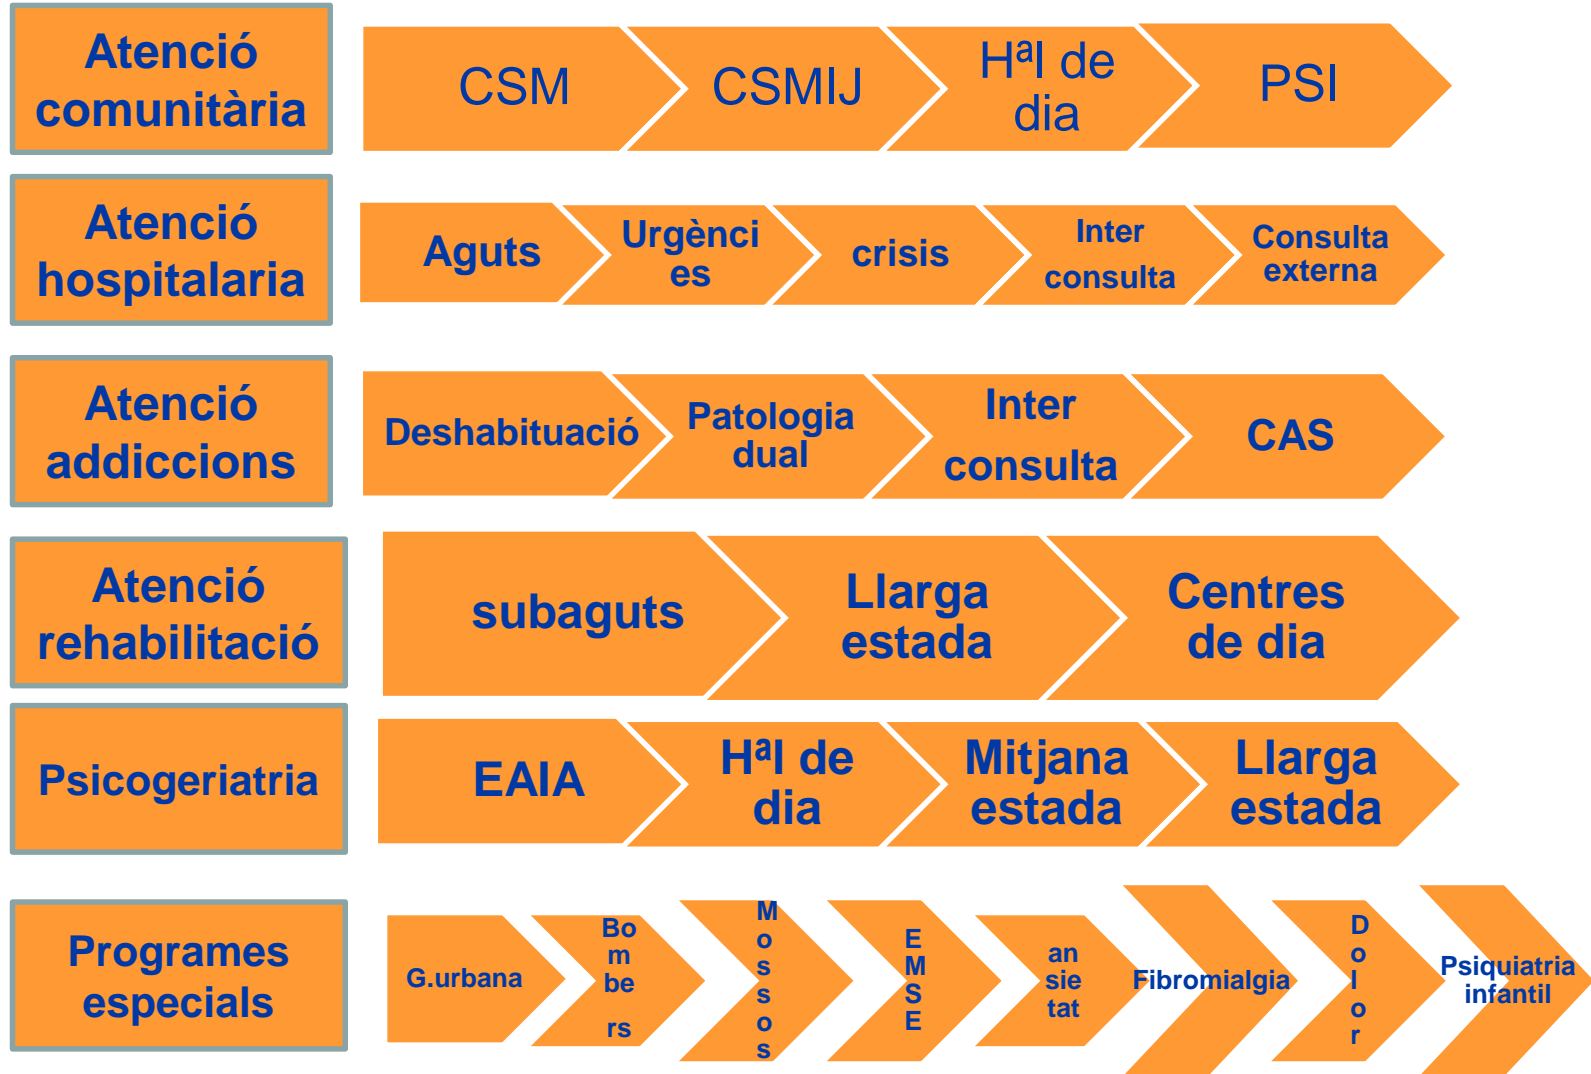 Atenció
comunitària
CSM
CSMIJ
Hªl de
dia
PSI
Atenció
hospitalaria
Aguts
Urgènci
es
crisis
Inter
consulta
Consulta
externa
Atenció
addiccions
Deshabituació
Patologia
dual
Inter
consulta
CAS
Atenció
rehabilitació
subaguts
Llarga
estada
Centres
de dia
Psicogeriatria
EAIA
Hªl de
dia
Mitjana
estada
Llarga
estada
Programes
especials
G.urbana
Bo
m
be
rs
M
o
s
s
o
s
E
M
S
E
an
sie
tat
Fibromialgia
D
o
l
o
r
Psiquiatria
infantil